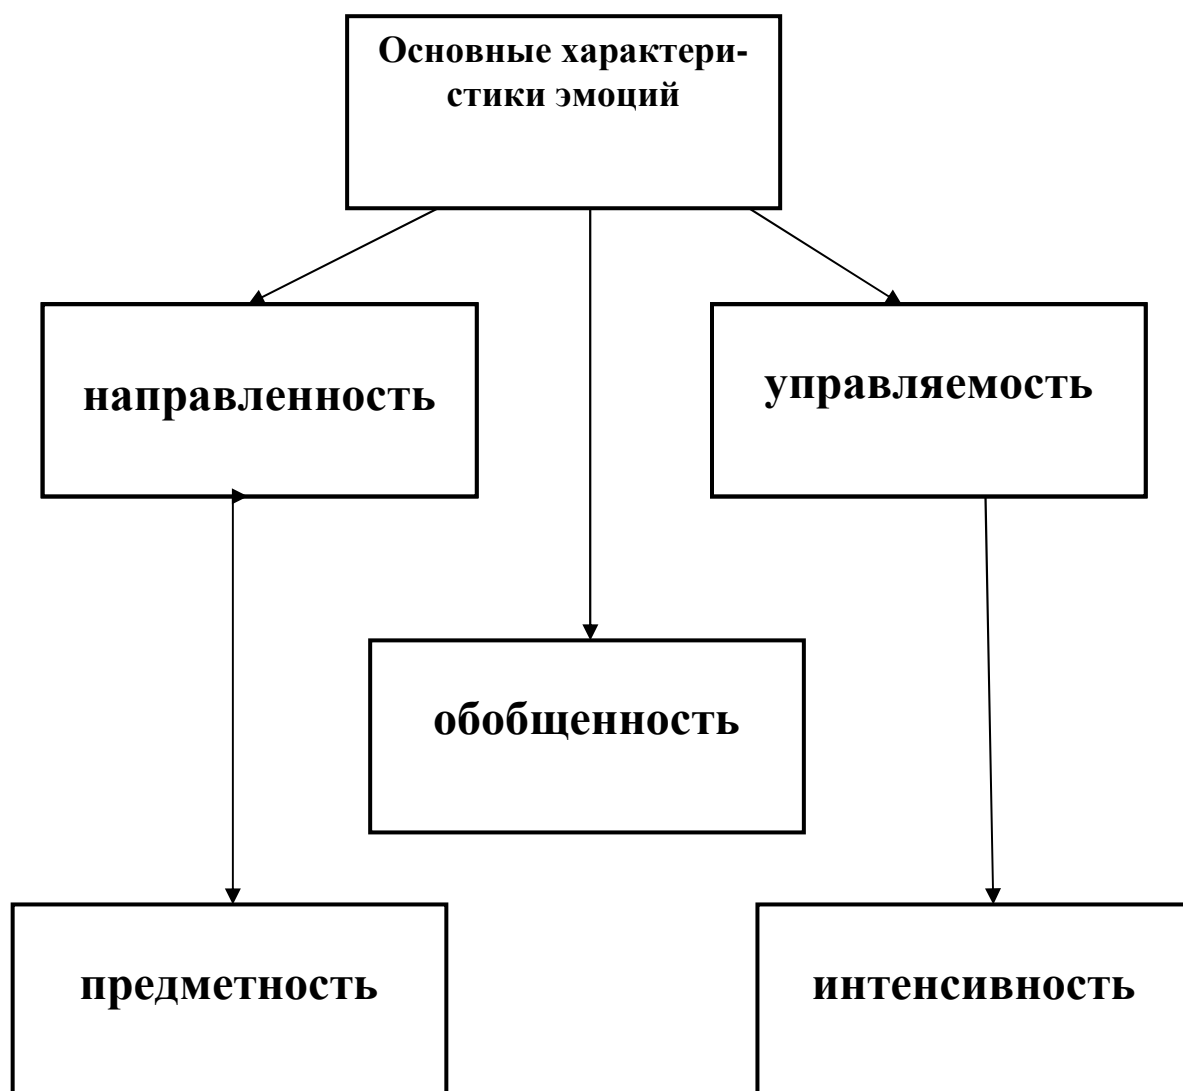 Основные характери-
стики эмоций
направленность
управляемость
обобщенность
предметность
интенсивность